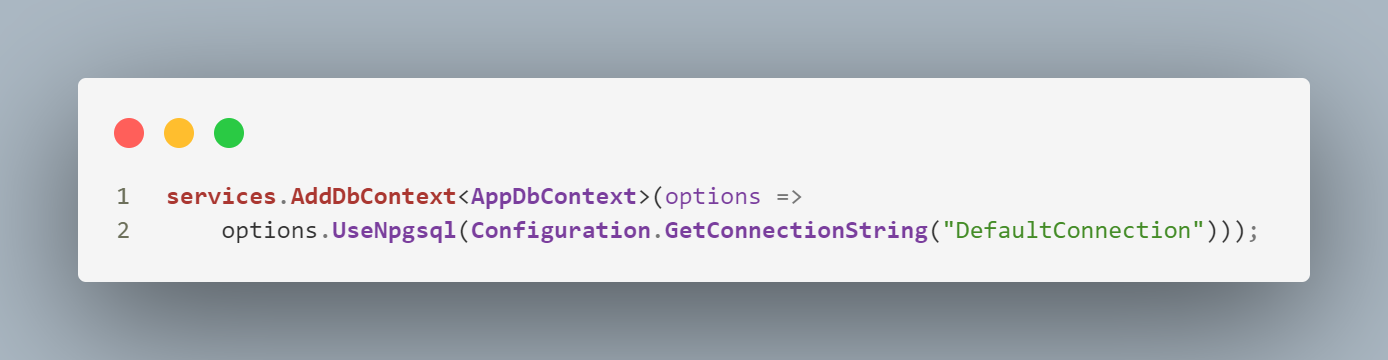 1 services.AddDbContext<AppDbContext>(options =>
2 options.UseNpgsql(Configuration.GetConnectionString("DefaultConnection")));